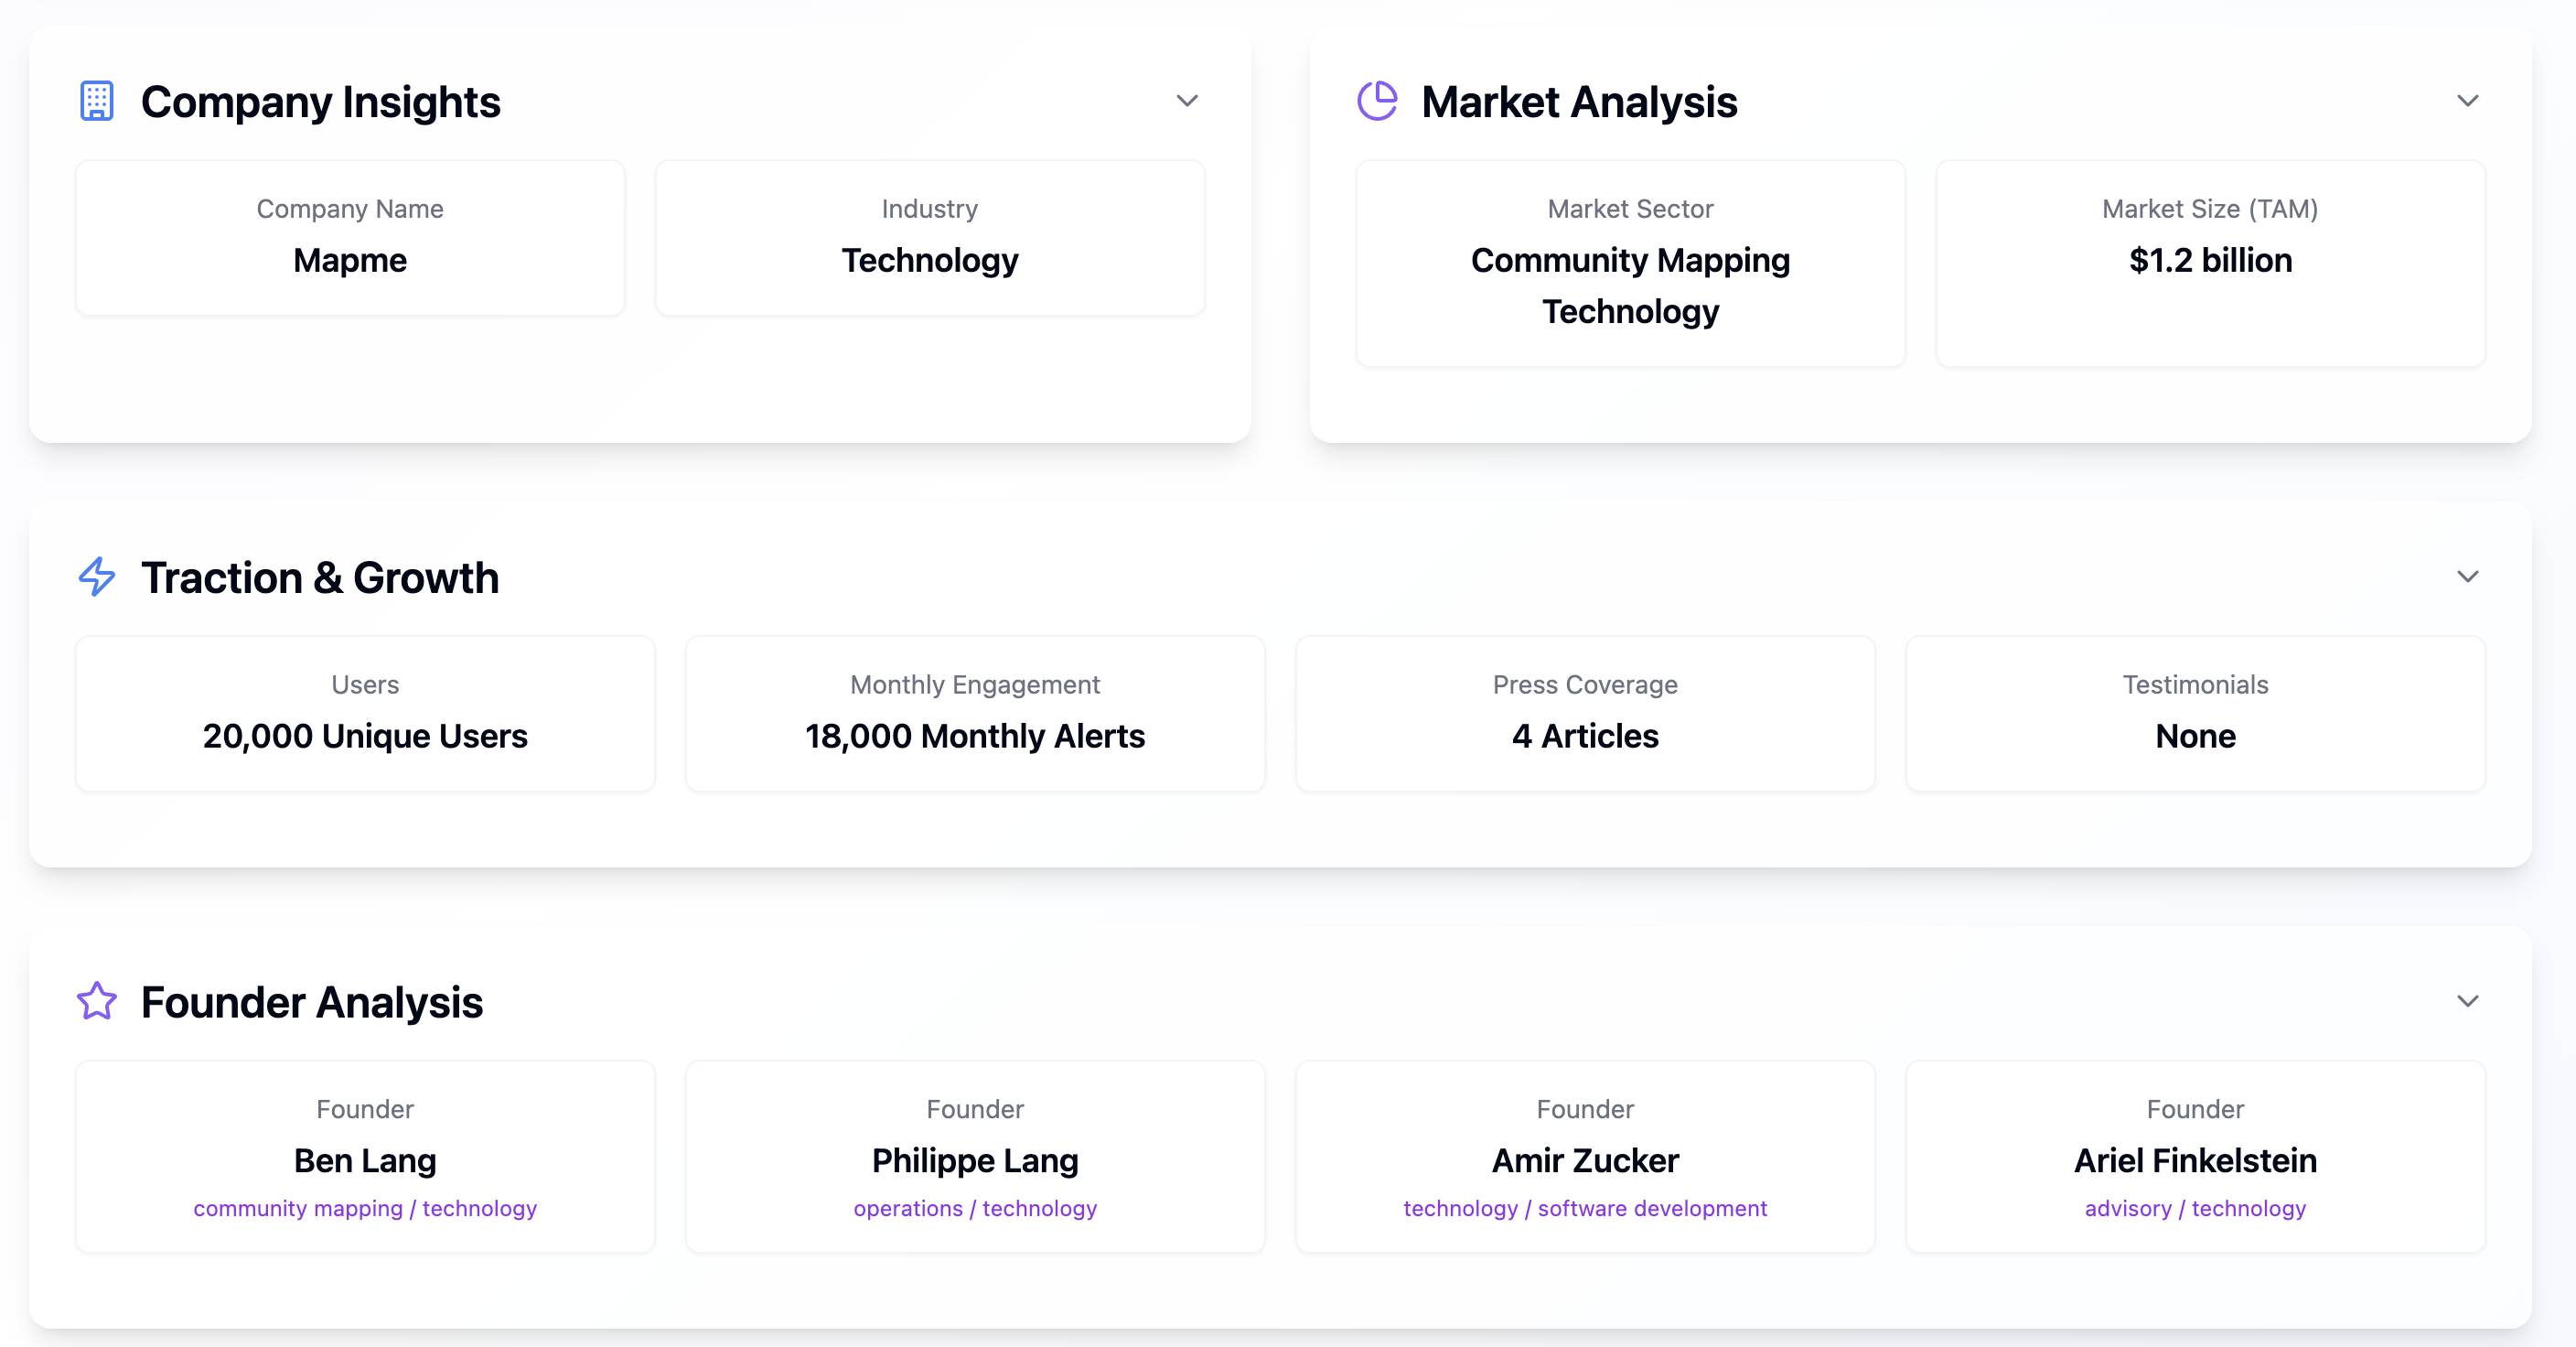 Company Insights
Company Name
Mapme
Industry
Technology
Market Analysis
Market Sector
Community Mapping
Technology
Market Size (TAM)
$1.2 billion
Traction & Growth
Users
20,000 Unique Users
Monthly Engagement
18,000 Monthly Alerts
Press Coverage
4 Articles
Testimonials
None
Founder Analysis
Founder
Ben Lang
community mapping / technology
Founder
Philippe Lang
operations / technology
Founder
Amir Zucker
technology / software development
Founder
Ariel Finkelstein
advisory / technology